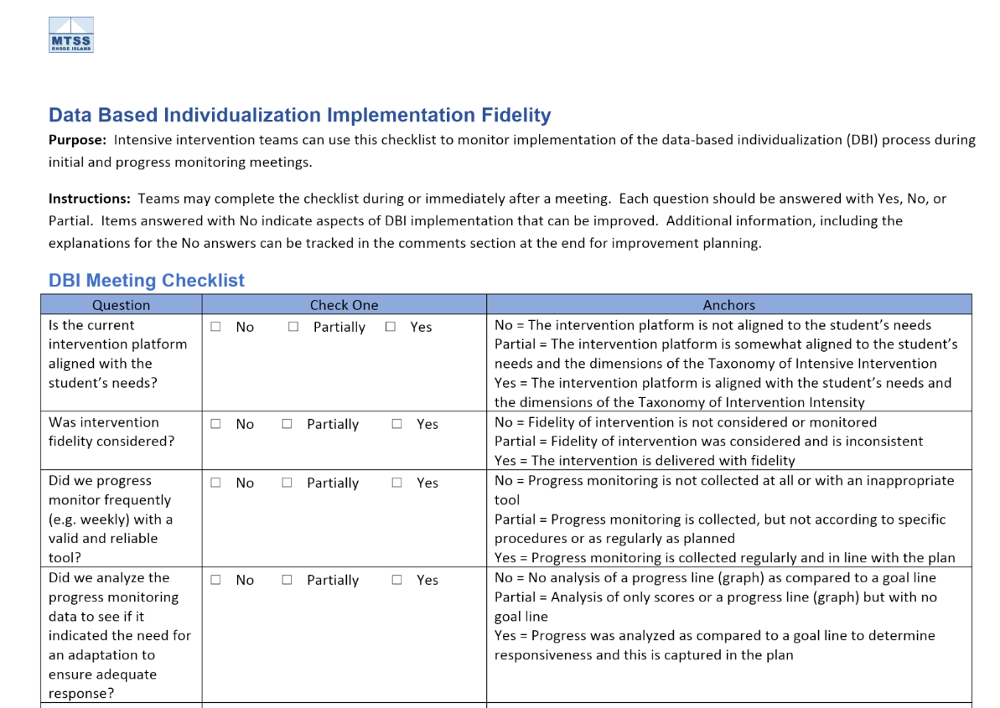 MTSS
RHODE ISLAND
Data Based Individualization Implementation Fidelity
Purpose:  Intensive intervention teams can use this checklist to monitor implementation of the data-based individualization (DBI) process during
initial and progress monitoring meetings.
Instructions:  Teams may complete the checklist during or immediately after a meeting.  Each question should be answered with Yes, No, or
Partial.  Items answered with No indicate aspects of DBI implementation that can be improved.  Additional information, including the
explanations for the No answers can be tracked in the comments section at the end for improvement planning.
DBI Meeting Checklist
Question Check One Anchors
Is the current
intervention platform
aligned with the
student’s needs?
☐ No ☐ Partially ☐ Yes
No = The intervention platform is not aligned to the student’s needs
Partial = The intervention platform is somewhat aligned to the student’s
needs and the dimensions of the Taxonomy of Intensive Intervention
Yes = The intervention platform is aligned with the student’s needs and
the dimensions of the Taxonomy of Intervention Intensity
Was intervention
fidelity considered?
☐ No ☐ Partially ☐ Yes
No = Fidelity of intervention is not considered or monitored
Partial = Fidelity of intervention was considered and is inconsistent
Yes = The intervention is delivered with fidelity
Did we progress
monitor frequently
(e.g. weekly) with a
valid and reliable
tool?
☐ No ☐ Partially ☐ Yes
No = Progress monitoring is not collected at all or with an inappropriate
tool
Partial = Progress monitoring is collected, but not according to specific
procedures or as regularly as planned
Yes = Progress monitoring is collected regularly and in line with the plan
Did we analyze the
progress monitoring
data to see if it
indicated the need for
an adaptation to
ensure adequate
response?
☐ No ☐ Partially ☐ Yes
No = No analysis of a progress line (graph) as compared to a goal line
Partial = Analysis of only scores or a progress line (graph) but with no
goal line
Yes = Progress was analyzed as compared to a goal line to determine
responsiveness and this is captured in the plan